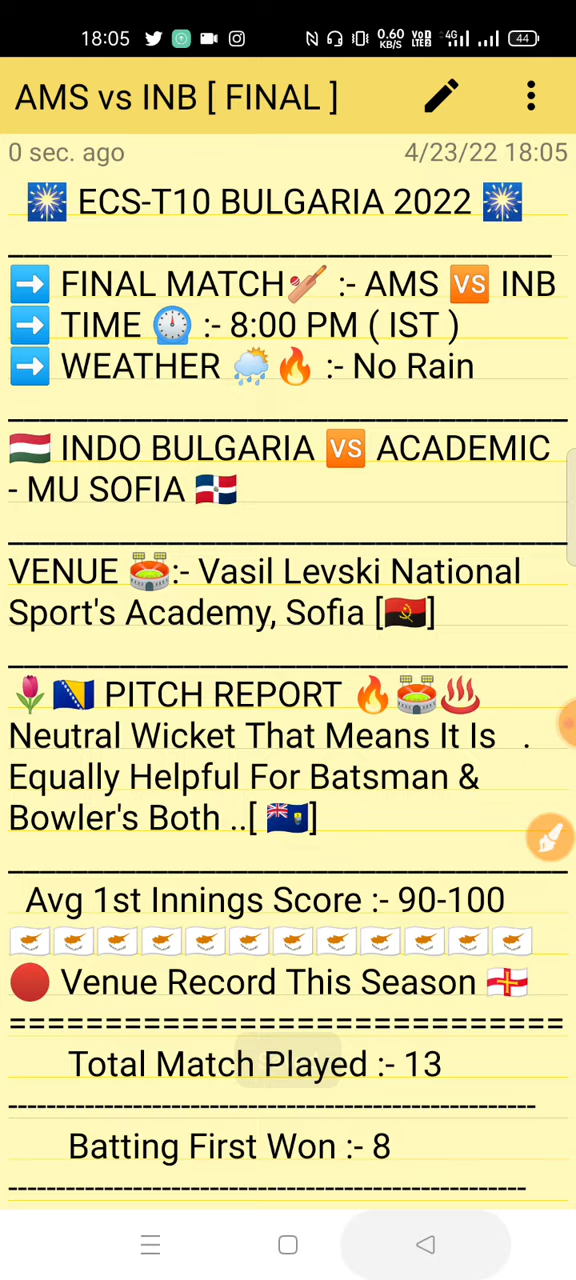 18:05 0.60 KB/S VoD LTE2 4G 44
AMS vs INB [ FINAL ]
0 sec. ago 4/23/22 18:05
🎆 ECS-T10 BULGARIA 2022 🎆
➡️ FINAL MATCH🏏 :- AMS 🆚 INB
➡️ TIME ⏲️ :- 8:00 PM ( IST )
➡️ WEATHER 🌦️🔥 :- No Rain
🇭🇺 INDO BULGARIA 🆚 ACADEMIC
- MU SOFIA 🇩🇴
VENUE 🏟️:- Vasil Levski National
Sport's Academy, Sofia [🇦🇴]
🌷🇧🇦 PITCH REPORT 🔥🏟️♨️
Neutral Wicket That Means It Is .
Equally Helpful For Batsman &
Bowler's Both ..[ 🇹🇨]
Avg 1st Innings Score :- 90-100
🇨🇾🇨🇾🇨🇾🇨🇾🇨🇾🇨🇾🇨🇾🇨🇾🇨🇾🇨🇾🇨🇾🇨🇾
🔴 Venue Record This Season 🇬🇬
==============================
Total Match Played :- 13
Batting First Won :- 8